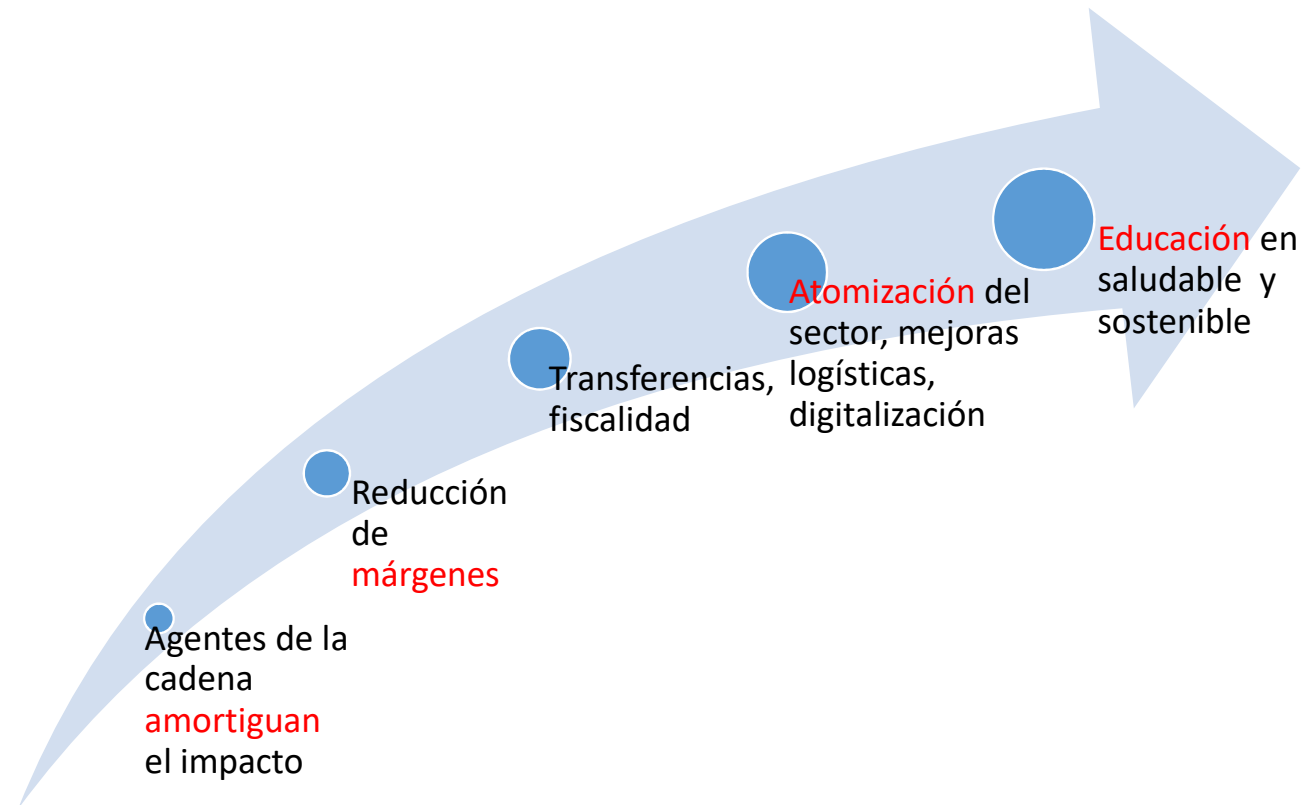 Agentes de la
cadena
amortiguan
el impacto
Reducción
de
márgenes
Transferencias,
fiscalidad
Atomización del
sector, mejoras
logísticas,
digitalización
Educación en
saludable y
sostenible